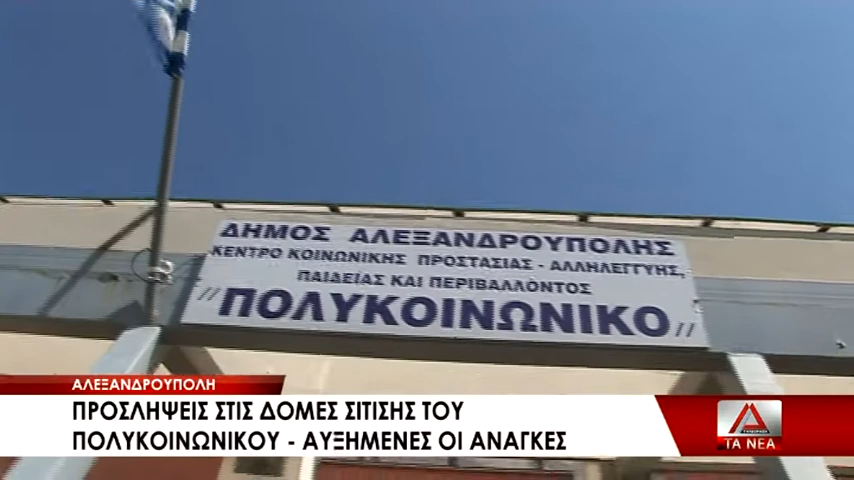 ΔΗΜΟΣ ΑΛΕΞΑΝΔΡΟΥΠΟΛΗΣ
ΚΕΝΤΡΟ ΚΟΙΝΩΝΙΚΗΣ ΠΡΟΣΤΑΣΙΑΣ - ΑΛΛΗΛΕΓΓΥΗΣ,
ΠΑΙΔΕΙΑΣ ΚΑΙ ΠΕΡΙΒΑΛΛΟΝΤΟΣ
"ΠΟΛΥΚΟΙΝΩΝΙΚΟ"
ΑΛΕΞΑΝΔΡΟΥΠΟΛΗ
ΠΡΟΣΛΗΨΕΙΣ ΣΤΙΣ ΔΟΜΕΣ ΣΙΤΙΣΗΣ ΤΟΥ
ΠΟΛΥΚΟΙΝΩΝΙΚΟΥ - ΑΥΞΗΜΕΝΕΣ ΟΙ ΑΝΑΓΚΕΣ
ΤΑ ΝΕΑ